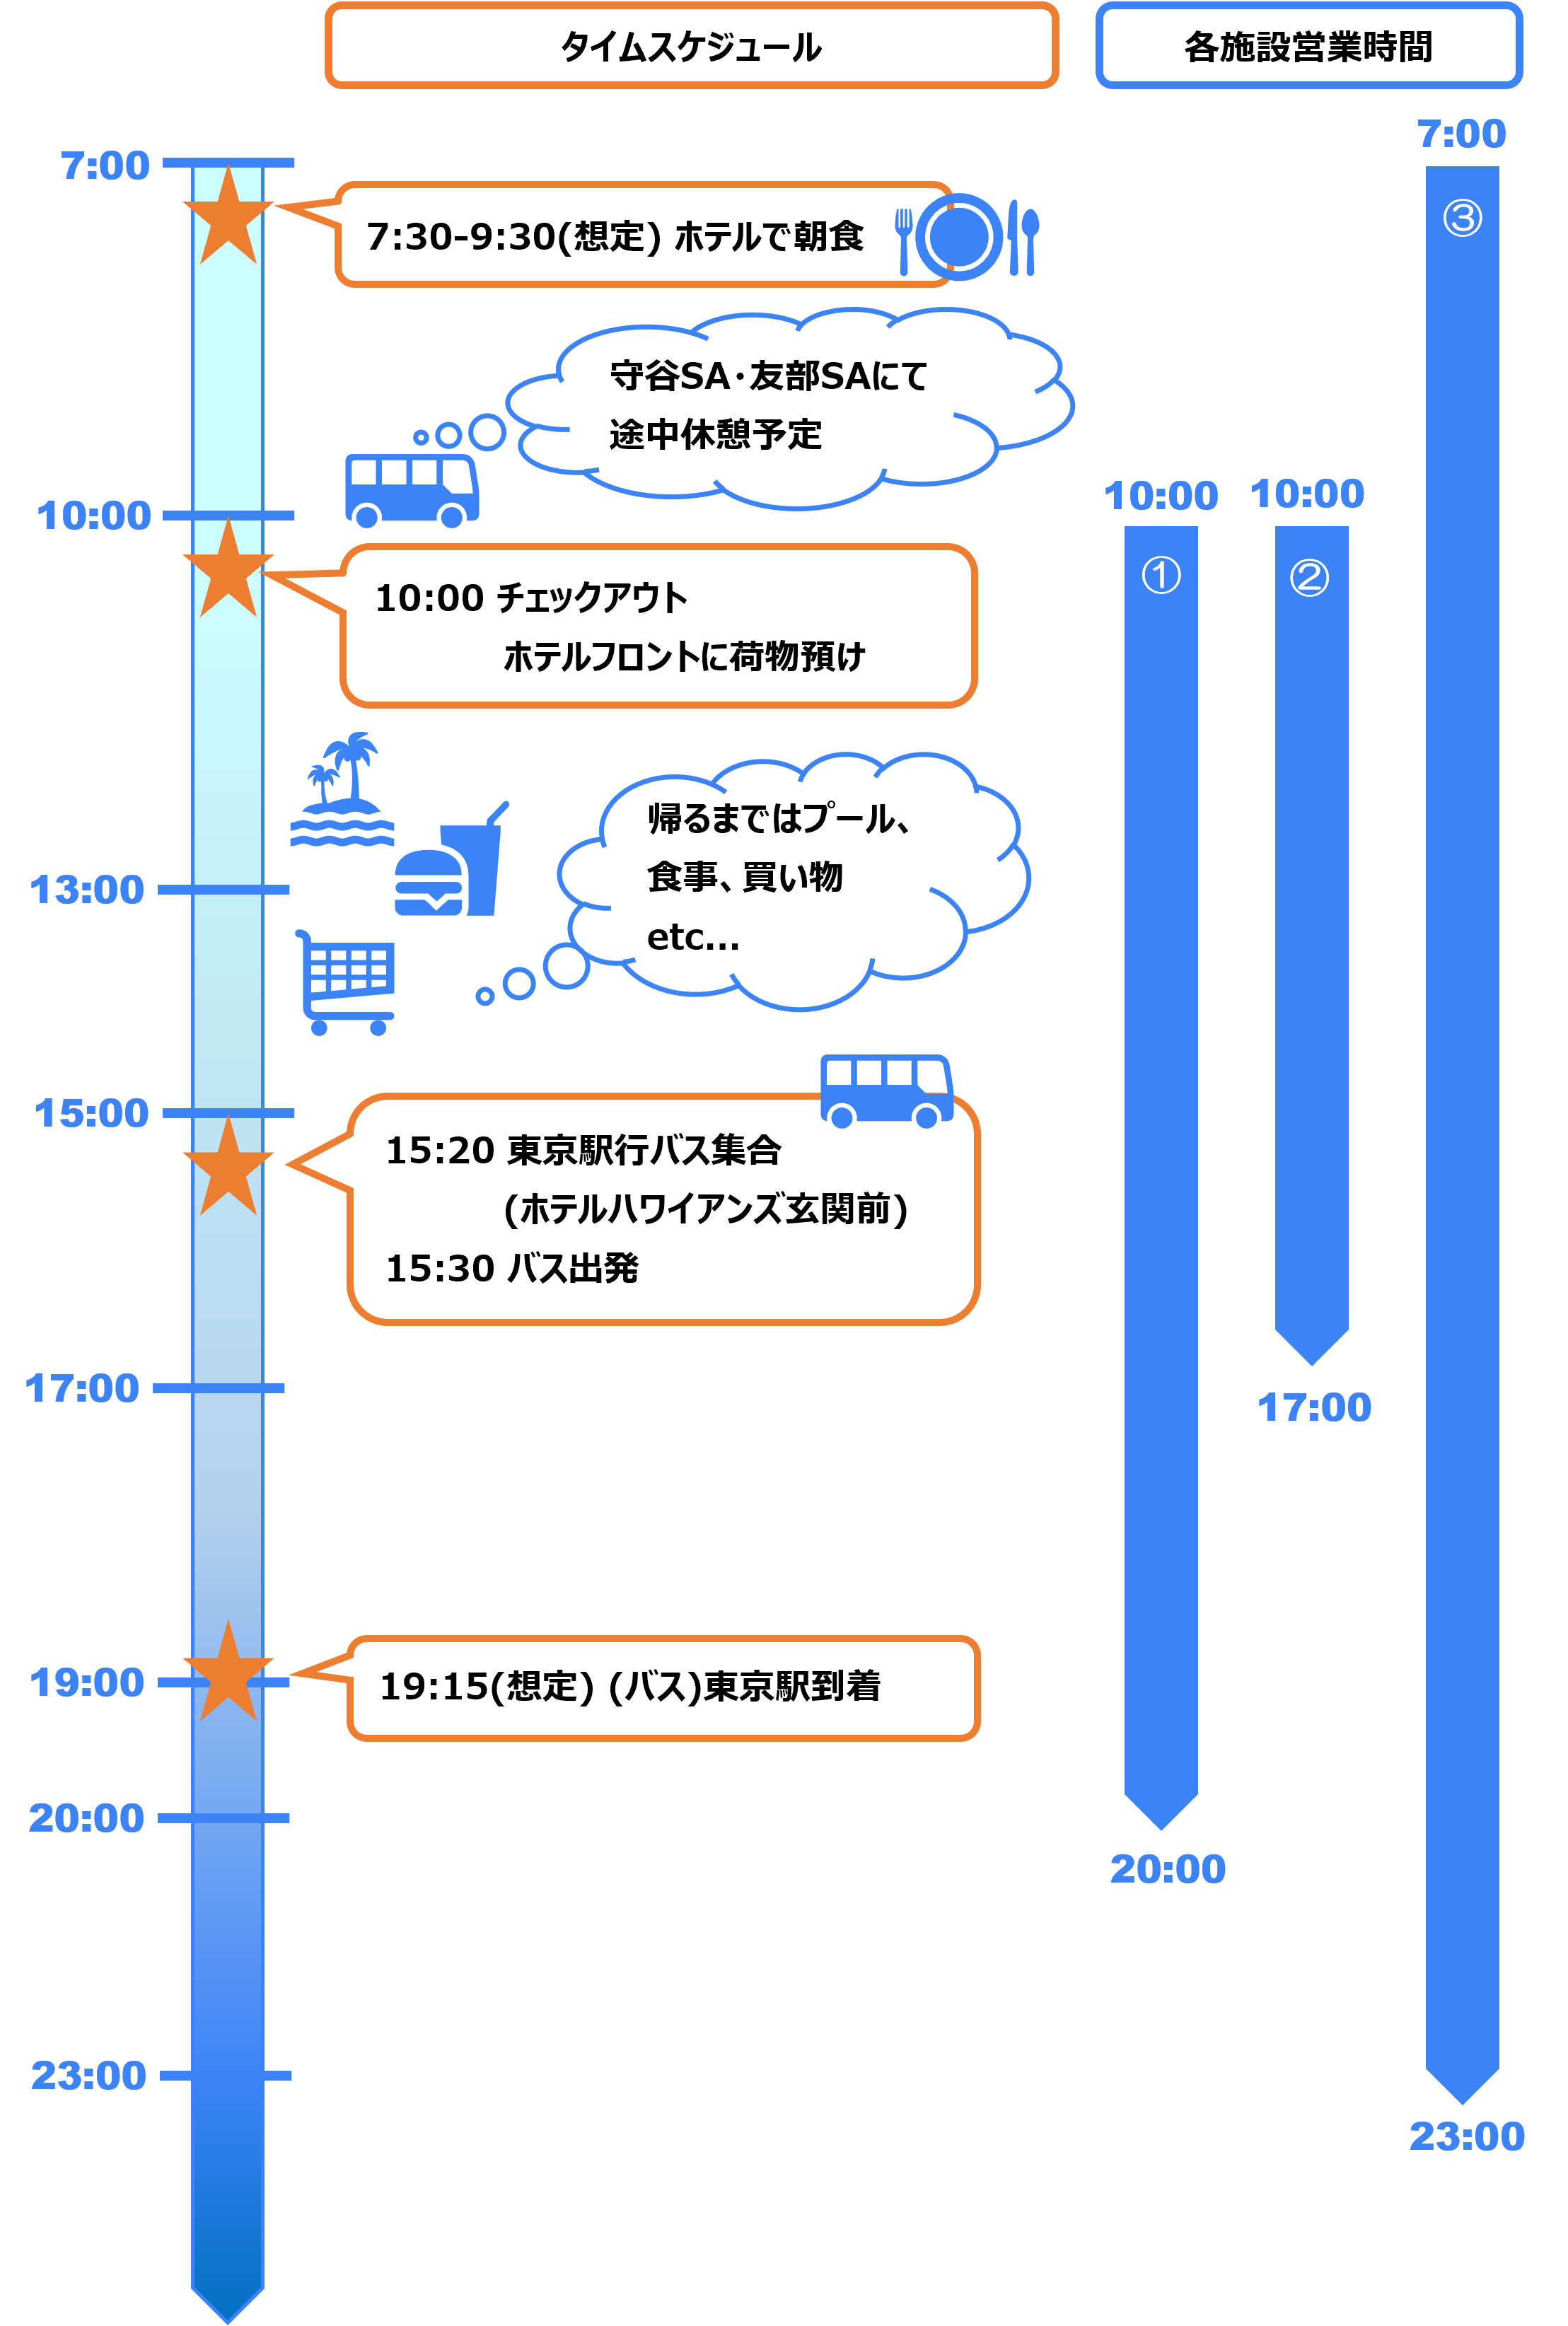 タイムスケジュール
各施設営業時間
7:00
7:30-9:30(想定) ホテルで朝食
守谷SA・友部SAにて
途中休憩予定
10:00
10:00 チェックアウト
ホテルフロントに荷物預け
帰るまではプール、
食事、買い物
etc...
13:00
15:00
15:20 東京駅行バス集合
(ホテルハワイアンズ玄関前)
15:30 バス出発
17:00
19:00
19:15(想定) (バス)東京駅到着
20:00
23:00
10:00
①
20:00
10:00
②
17:00
7:00
③
23:00